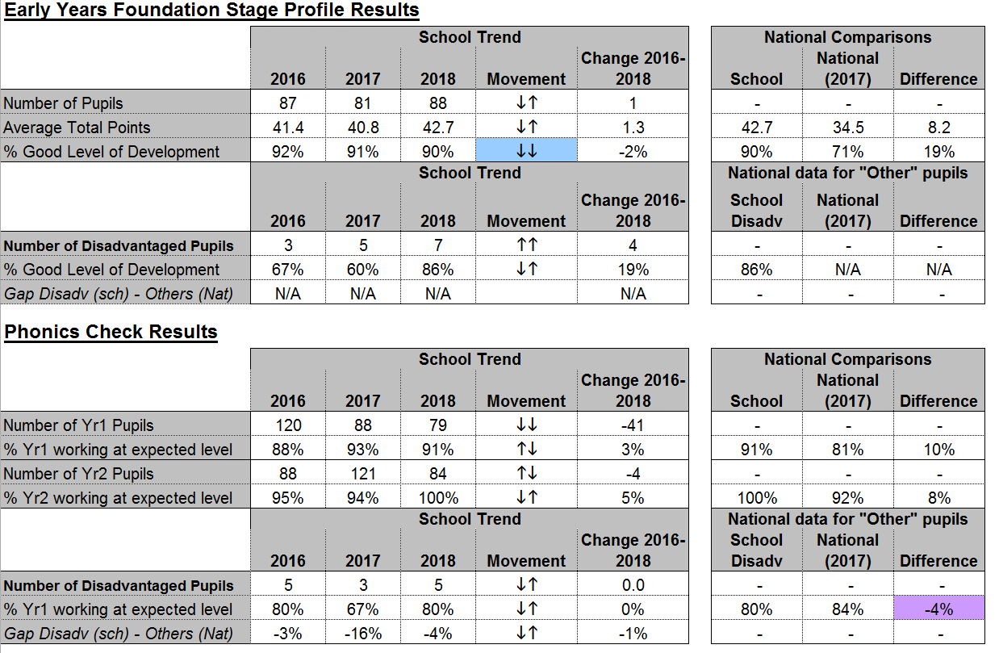 Early Years Foundation Stage Profile Results
School Trend National Comparisons
2016 2017 2018 Movement Change 2016-2018 School National (2017) Difference
Number of Pupils 87 81 88 ↓↑ 1 - - -
Average Total Points 41.4 40.8 42.7 ↓↑ 1.3 42.7 34.5 8.2
% Good Level of Development 92% 91% 90% ↓↓ -2% 90% 71% 19%
School Trend National data for "Other" pupils
2016 2017 2018 Movement Change 2016-2018 School Disadv National (2017) Difference
Number of Disadvantaged Pupils 3 5 7 ↑↑ 4 - - -
% Good Level of Development 67% 60% 86% ↓↑ 19% 86% N/A N/A
Gap Disadv (sch) - Others (Nat) N/A N/A N/A N/A - - -
Phonics Check Results
School Trend National Comparisons
2016 2017 2018 Movement Change 2016-2018 School National (2017) Difference
Number of Yr1 Pupils 120 88 79 ↓↓ -41 - - -
% Yr1 working at expected level 88% 93% 91% ↑↓ 3% 91% 81% 10%
Number of Yr2 Pupils 88 121 84 ↑↓ -4 - - -
% Yr2 working at expected level 95% 94% 100% ↓↑ 5% 100% 92% 8%
School Trend National data for "Other" pupils
2016 2017 2018 Movement Change 2016-2018 School Disadv National (2017) Difference
Number of Disadvantaged Pupils 5 3 5 ↓↑ 0.0 - - -
% Yr1 working at expected level 80% 67% 80% ↓↑ 0% 80% 84% -4%
Gap Disadv (sch) - Others (Nat) -3% -16% -4% ↓↑ -1% - - -